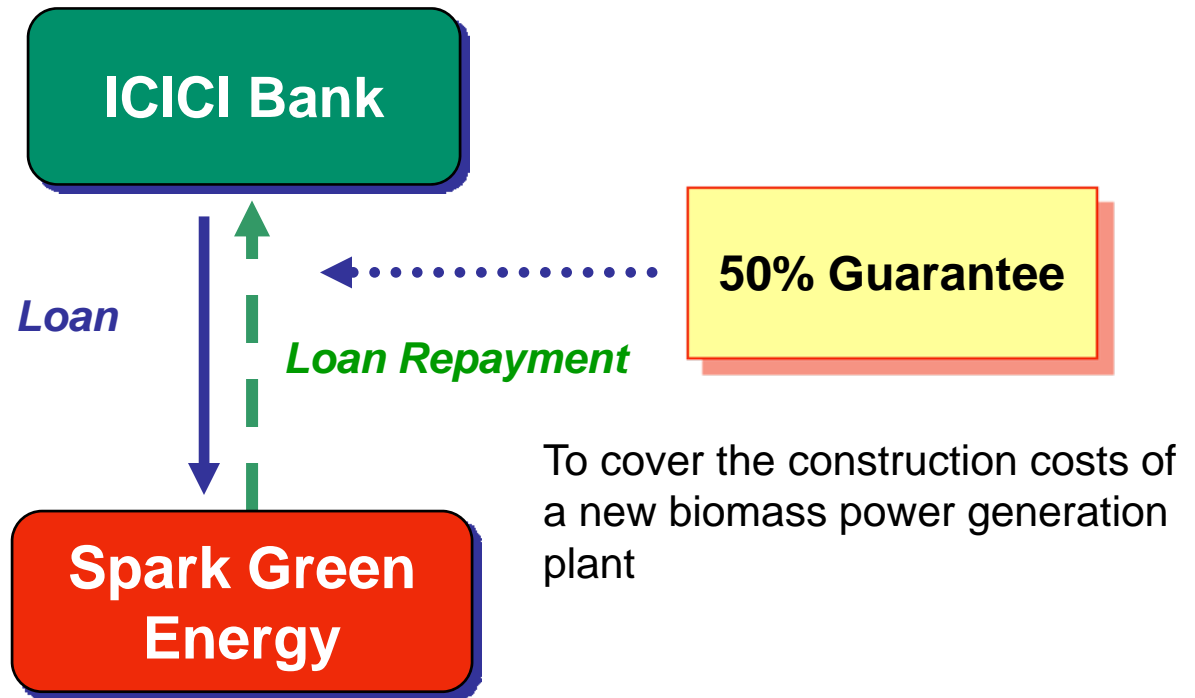 ICICI Bank
50% Guarantee
Loan
Loan Repayment
To cover the construction costs of
a new biomass power generation
plant
Spark Green
Energy